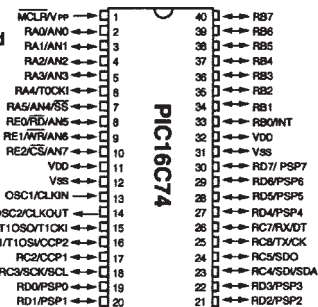 d
MCLR/VPP 1 40 RB7
RA0/AN0 2 39 RB6
RA1/AN1 3 38 RB5
RA2/AN2 4 37 RB4
RA3/AN3 5 36 RB3
RA4/T0CKI 6 35 RB2
RA5/AN4/SS 7 34 RB1
RE0/RD/AN5 8 33 RB0/INT
RE1/WR/AN6 9 32 VDD
RE2/CS/AN7 10 31 VSS
VDD 11 30 RD7/ PSP7
VSS 12 29 RD6/PSP6
OSC1/CLKIN 13 28 RD5/PSP5
OSC2/CLKOUT 14 27 RD4/PSP4
T1OSO/T1CKI 15 26 RC7/RX/DT
1/T1OSI/CCP2 16 25 RC6/TX/CK
RC2/CCP1 17 24 RC5/SDO
RC3/SCK/SCL 18 23 RC4/SDI/SDA
RD0/PSP0 19 22 RD3/PSP3
RD1/PSP1 20 21 RD2/PSP2
PIC16C74